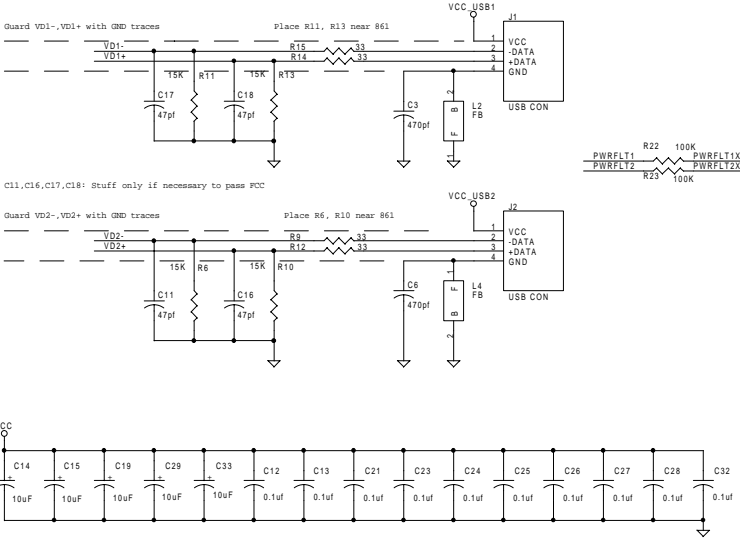 VCC_USB1
Guard VD1-,VD1+ with GND traces
Place R11, R13 near 861
J1
1 VCC
VD1- R15 33 2 -DATA
VD1+ R14 33 3 +DATA
4 GND
15K R11 15K R13
C17 47pf
C18 47pf
C3 470pf
2 B F 1
L2 FB
USB CON
R22 100K
PWRFLT1 PWRFLT1X
PWRFLT2 PWRFLT2X
R23 100K
C11,C16,C17,C18: Stuff only if necessary to pass FCC
VCC_USB2
Guard VD2-,VD2+ with GND traces
Place R6, R10 near 861
J2
1 VCC
VD2- R9 33 2 -DATA
VD2+ R12 33 3 +DATA
4 GND
15K R6 15K R10
C11 47pf
C16 47pf
C6 470pf
1 F B 2
L4 FB
USB CON
CC
C14 C15 C19 C29 C33 C12 C13 C21 C23 C24 C25 C26 C27 C28 C32
+ + + + +
10uF 10uF 10uF 10uF 10uF 0.1uf 0.1uf 0.1uf 0.1uf 0.1uf 0.1uf 0.1uf 0.1uf 0.1uf 0.1uf